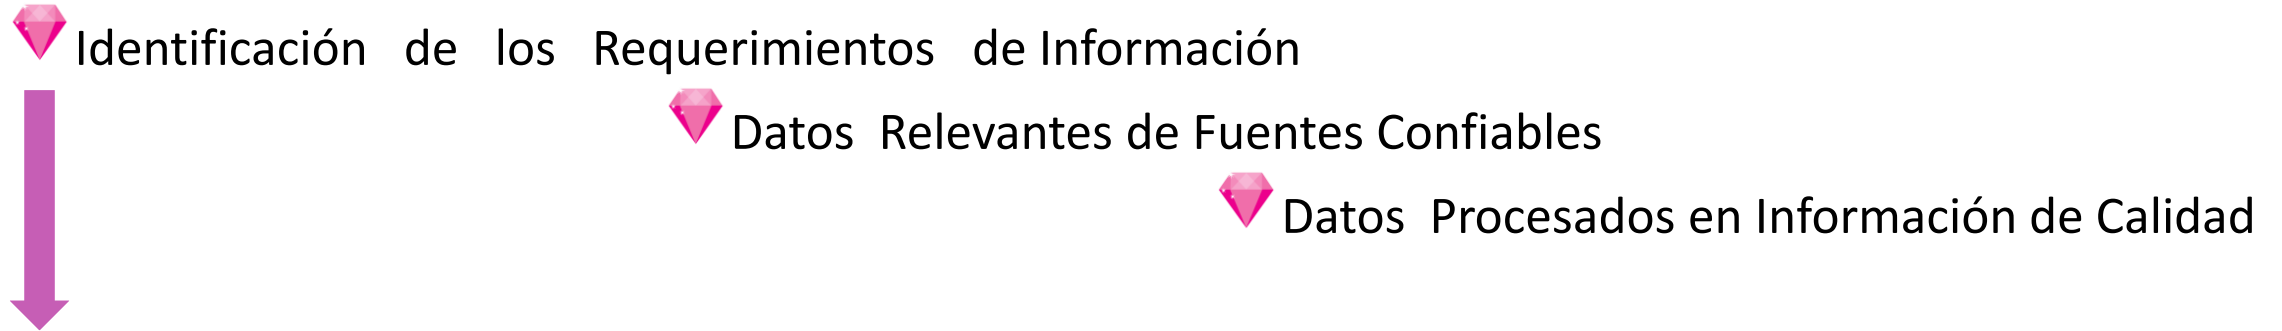 Identificación de los Requerimientos de Información
Datos Relevantes de Fuentes Confiables
Datos Procesados en Información de Calidad